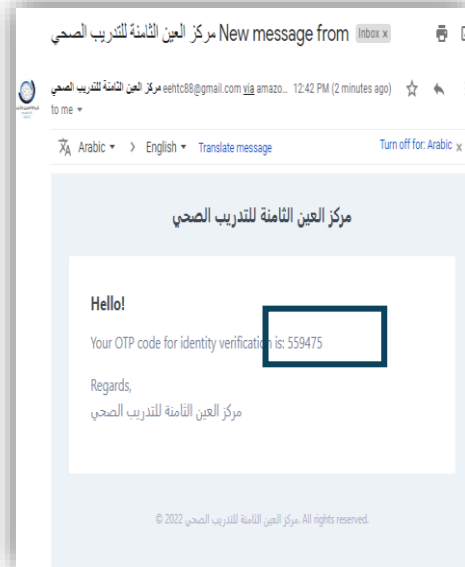 New message from مركز العين الثامنة للتدريب الصحي Inbox x
مركز العين الثامنة للتدريب الصحي eehtc88@gmail.com via amazo... 12:42 PM (2 minutes ago)
to me
Arabic > English Translate message Turn off for: Arabic x
مركز العين الثامنة للتدريب الصحي
Hello!
Your OTP code for identity verification is: 559475
Regards,
مركز العين الثامنة للتدريب الصحي
© 2022 مركز العين الثامنة للتدريب الصحي. All rights reserved.